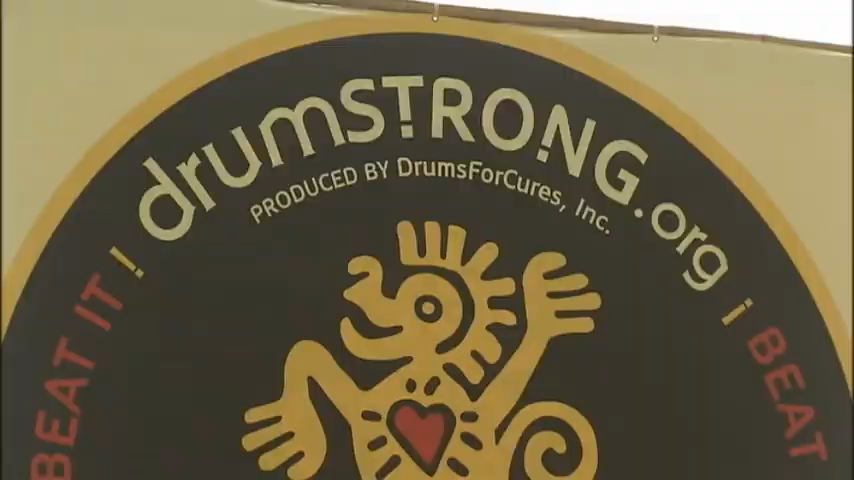 drumSTRONG.org
PRODUCED BY DrumsForCures, Inc.
BEAT IT!
¡ BEAT